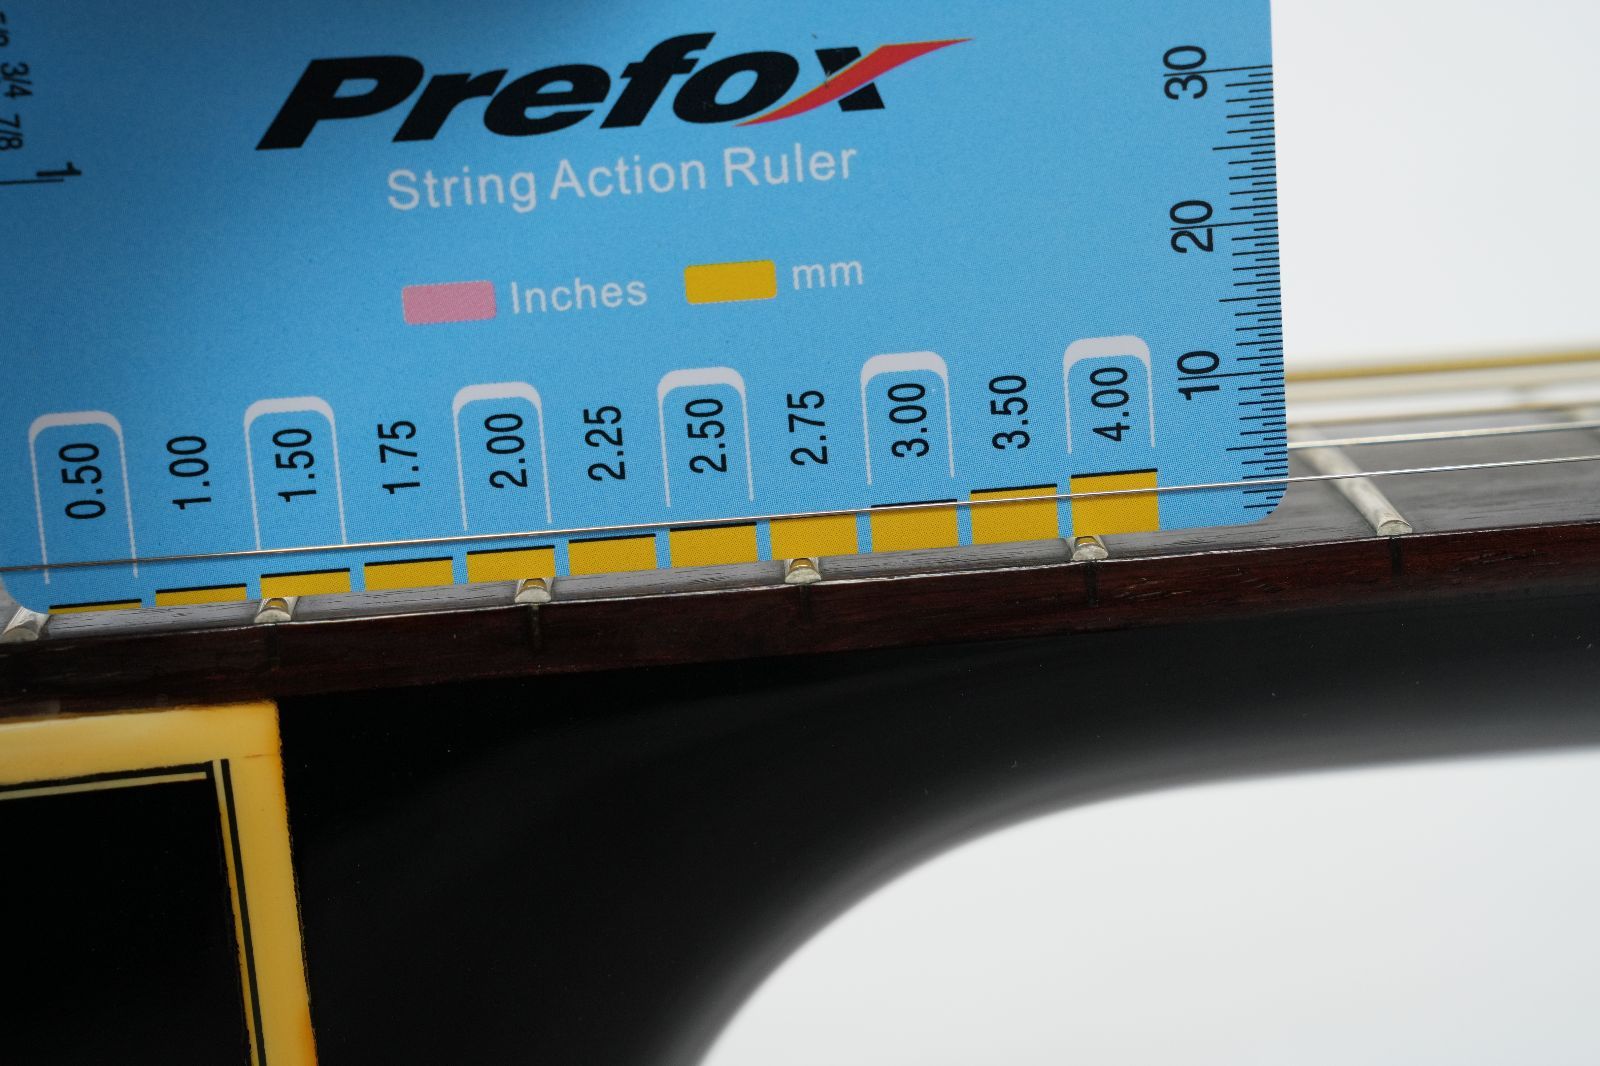 3/4 7/8
1
Prefox
String Action Ruler
Inches mm
0.50 1.00 1.50 1.75 2.00 2.25 2.50 2.75 3.00 3.50 4.00
30
20
10